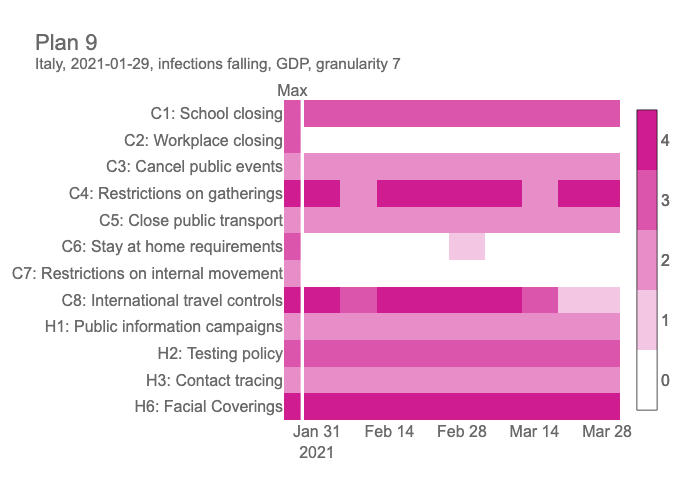 Plan 9
Italy, 2021-01-29, infections falling, GDP, granularity 7
Max
C1: School closing
C2: Workplace closing
C3: Cancel public events
C4: Restrictions on gatherings
C5: Close public transport
C6: Stay at home requirements
C7: Restrictions on internal movement
C8: International travel controls
H1: Public information campaigns
H2: Testing policy
H3: Contact tracing
H6: Facial Coverings
Jan 31 Feb 14 Feb 28 Mar 14 Mar 28
2021
4
3
2
1
0